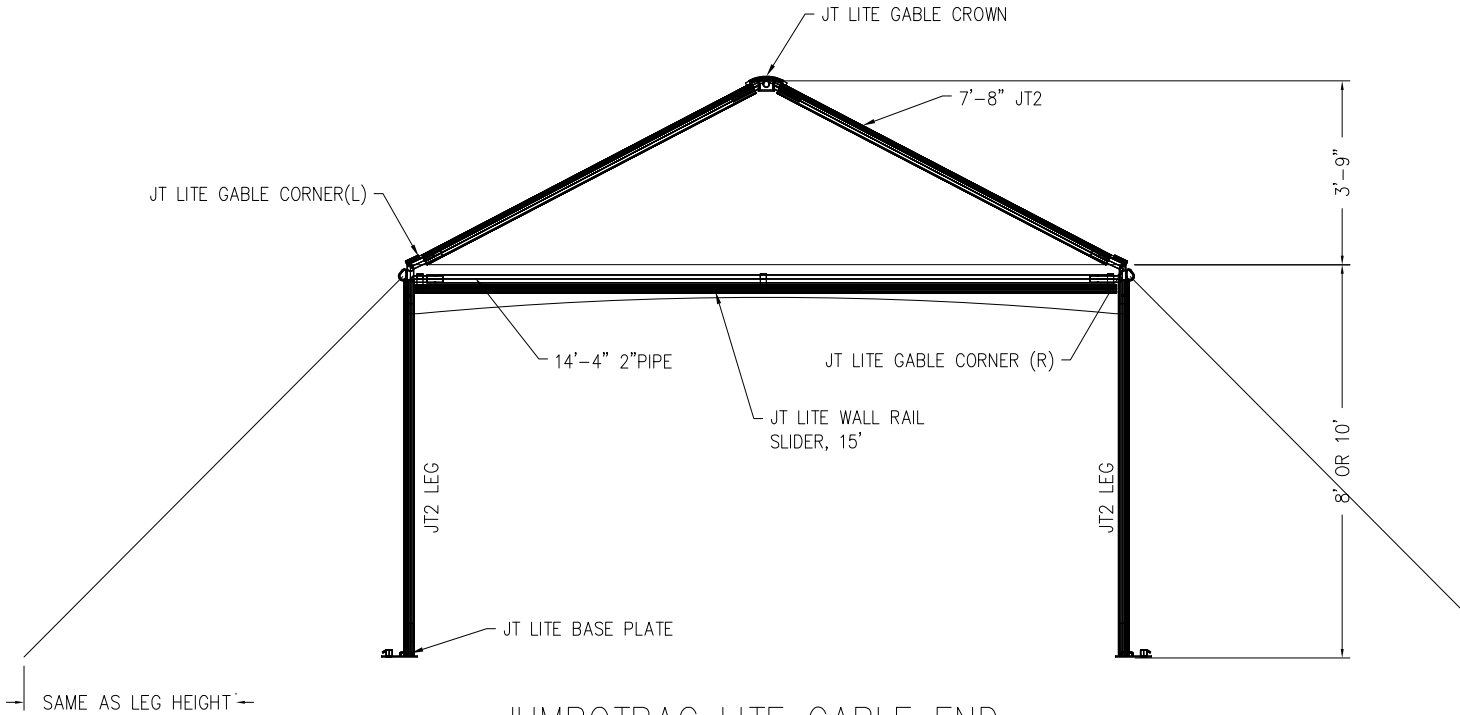 JT LITE GABLE CROWN
7'-8" JT2
3'-9"
JT LITE GABLE CORNER(L)
14'-4" 2"PIPE
JT LITE GABLE CORNER (R)
JT LITE WALL RAIL
SLIDER, 15'
8' OR 10'
JT2 LEG
JT2 LEG
JT LITE BASE PLATE
SAME AS LEG HEIGHT